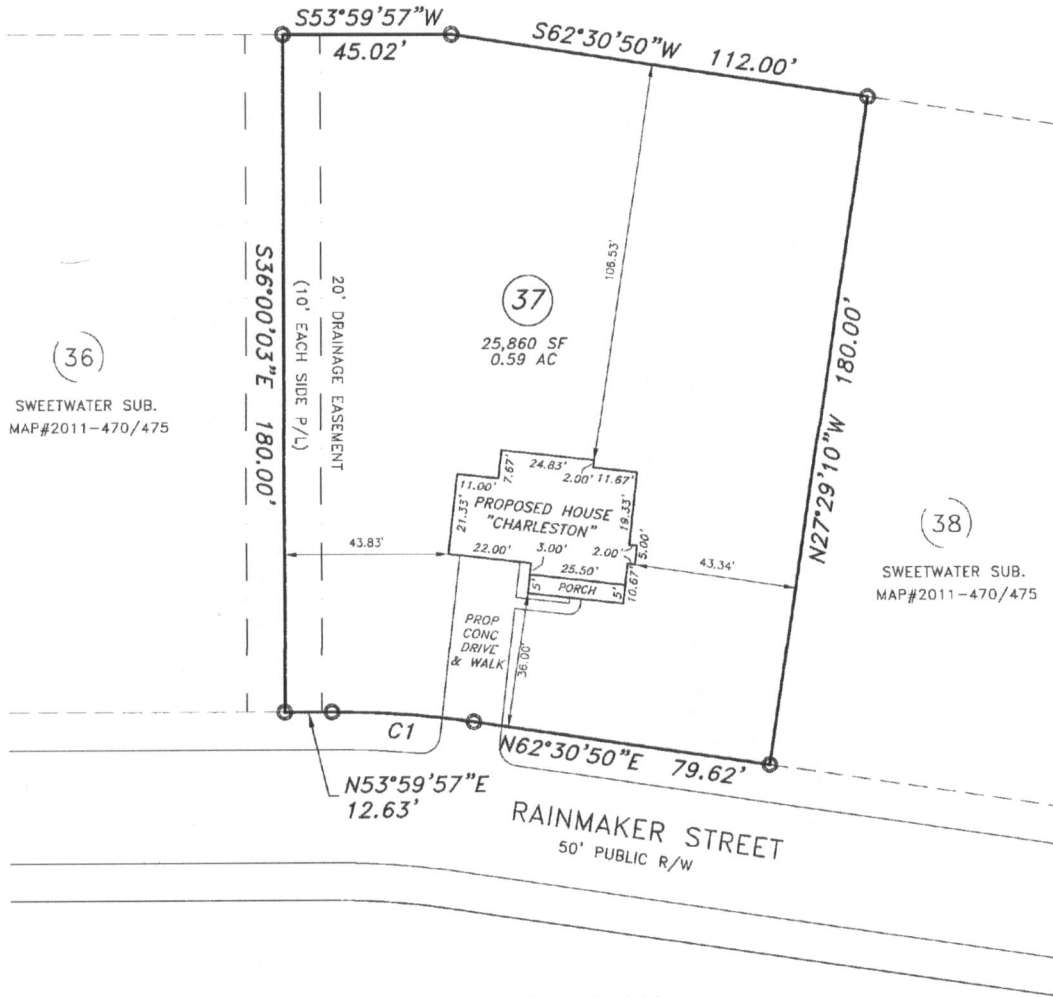 S53°59'57"W
45.02'
S62°30'50"W 112.00'
S36°00'03"E 180.00'
(10' EACH SIDE P/L)
20' DRAINAGE EASEMENT
106.53'
N27°29'10"W 180.00'
37
25,860 SF
0.59 AC
36
SWEETWATER SUB.
MAP#2011-470/475
38
SWEETWATER SUB.
MAP#2011-470/475
24.83'
7.67'
2.00'
11.67'
11.00'
21.33'
PROPOSED HOUSE
"CHARLESTON"
19.33'
43.83'
22.00'
3.00'
2.00'
5.00'
43.34'
25.50'
5'
PORCH
5'
10.67'
PROP
CONC
DRIVE
& WALK
36.00'
C1
N62°30'50"E 79.62'
N53°59'57"E
12.63'
RAINMAKER STREET
50' PUBLIC R/W